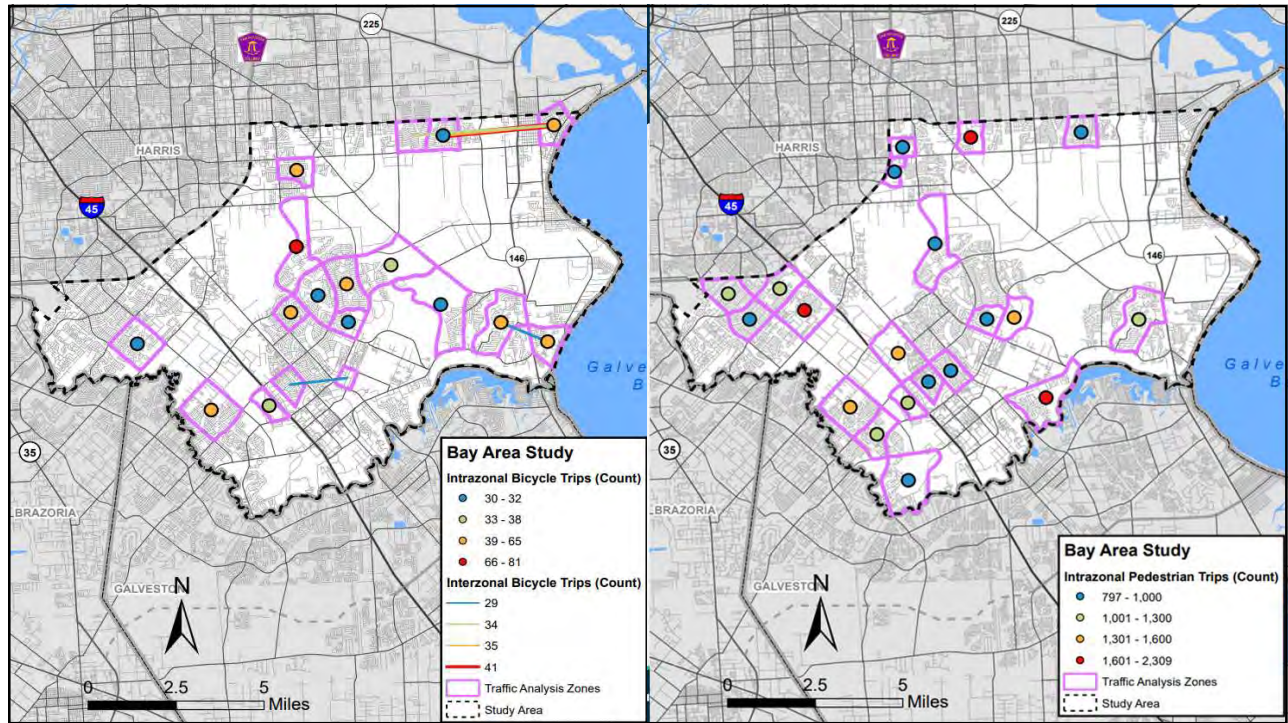 225
HARRIS
45
146
Galve
B
35
BRAZORIA
GALVESTON
N
0 2.5 5
Miles
Bay Area Study
Intrazonal Bicycle Trips (Count)
30 - 32
33 - 38
39 - 65
66 - 81
Interzonal Bicycle Trips (Count)
29
34
35
41
Traffic Analysis Zones
Study Area
225
HARRIS
45
146
Galve
B
35
BRAZORIA
GALVESTON
N
0 2.5 5
Miles
Bay Area Study
Intrazonal Pedestrian Trips (Count)
797 - 1,000
1,001 - 1,300
1,301 - 1,600
1,601 - 2,309
Traffic Analysis Zones
Study Area